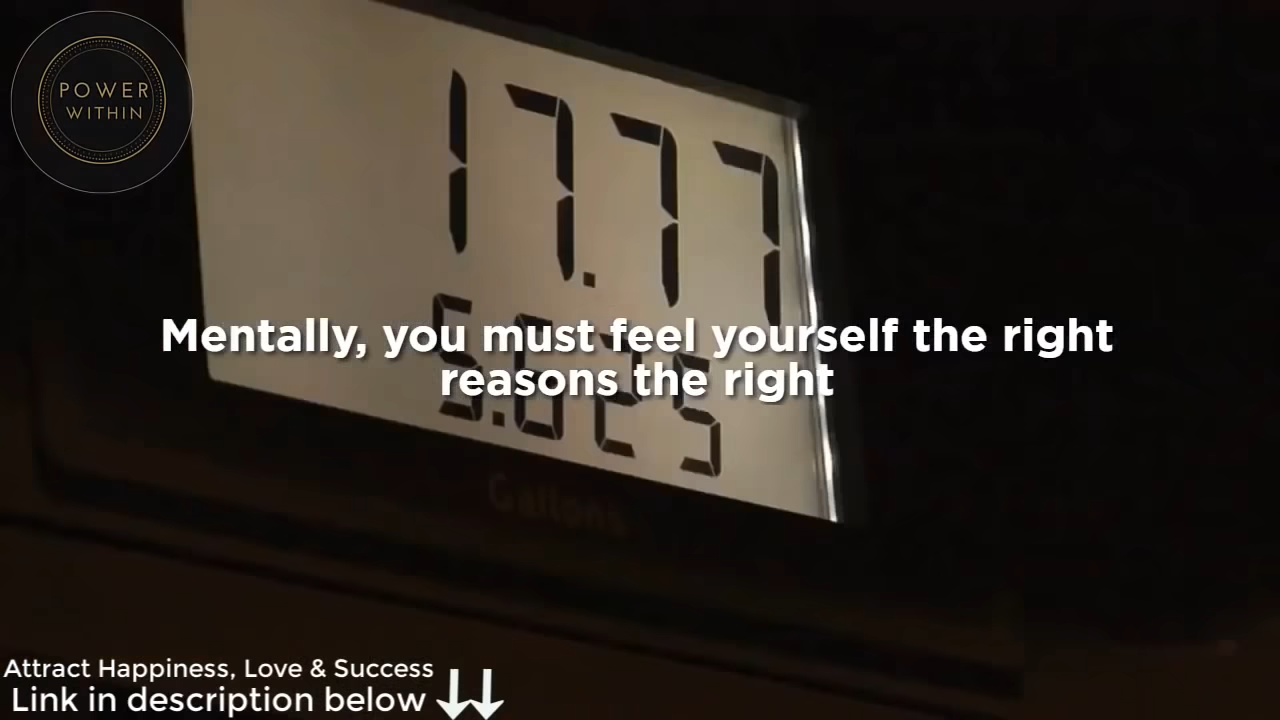 POWER
WITHIN
17.77
Mentally, you must feel yourself the right
reasons the right
5.625
Gallons
Attract Happiness, Love & Success
Link in description below